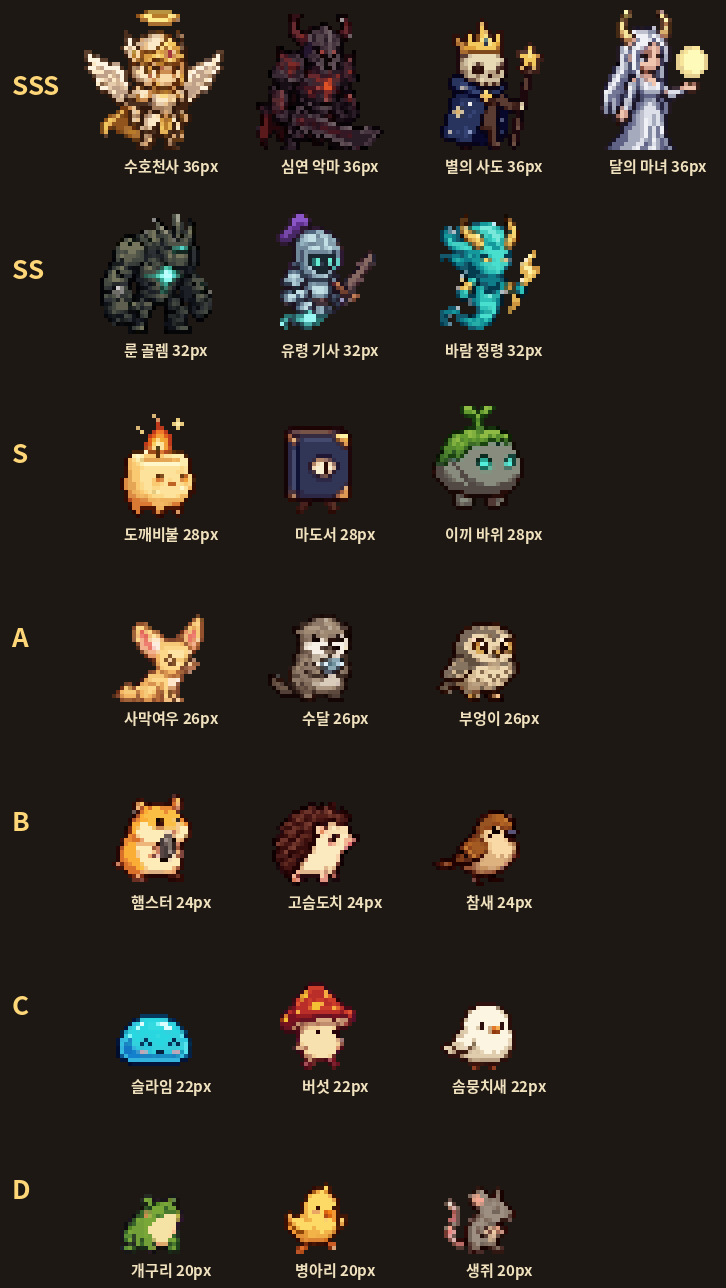 SSS
수호천사 36px 심연 악마 36px 별의 사도 36px 달의 마녀 36px
SS
룬 골렘 32px 유령 기사 32px 바람 정령 32px
S
도깨비불 28px 마도서 28px 이끼 바위 28px
A
사막여우 26px 수달 26px 부엉이 26px
B
햄스터 24px 고슴도치 24px 참새 24px
C
슬라임 22px 버섯 22px 솜뭉치새 22px
D
개구리 20px 병아리 20px 생쥐 20px